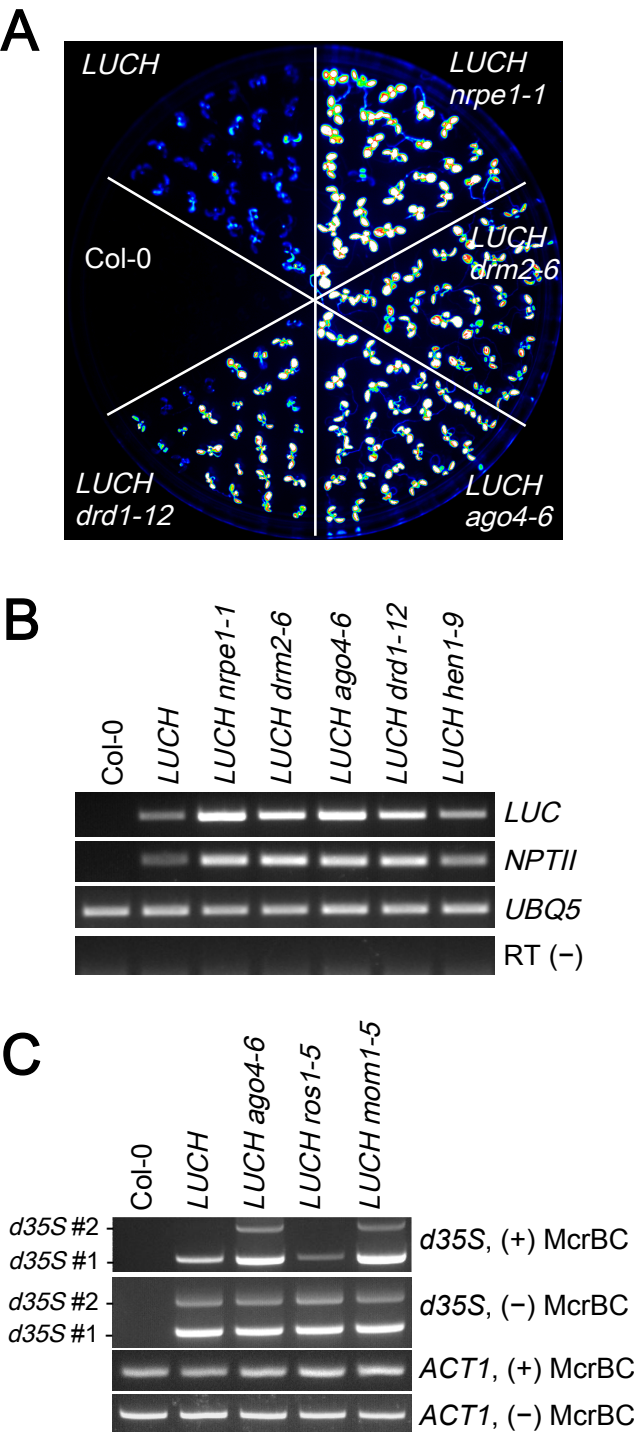 A
LUCH
LUCH
nrpe1-1
Col-0
LUCH
drm2-6
LUCH
drd1-12
LUCH
ago4-6
B
Col-0
LUCH
LUCH nrpe1-1
LUCH drm2-6
LUCH ago4-6
LUCH drd1-12
LUCH hen1-9
LUC
NPTII
UBQ5
RT (−)
C
Col-0
LUCH
LUCH ago4-6
LUCH ros1-5
LUCH mom1-5
d35S #2 -
d35S #1 -
d35S, (+) McrBC
d35S #2 -
d35S #1 -
d35S, (−) McrBC
ACT1, (+) McrBC
ACT1, (−) McrBC